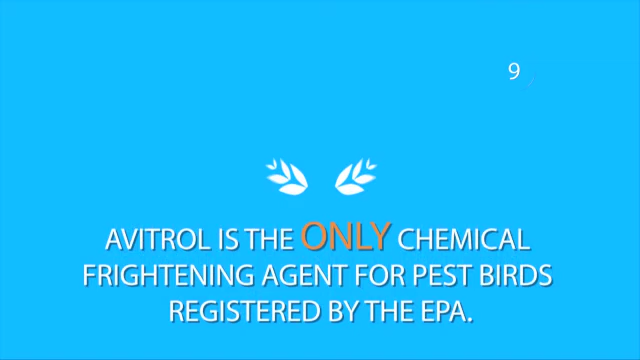 9
AVITROL IS THE ONLY CHEMICAL
FRIGHTENING AGENT FOR PEST BIRDS
REGISTERED BY THE EPA.